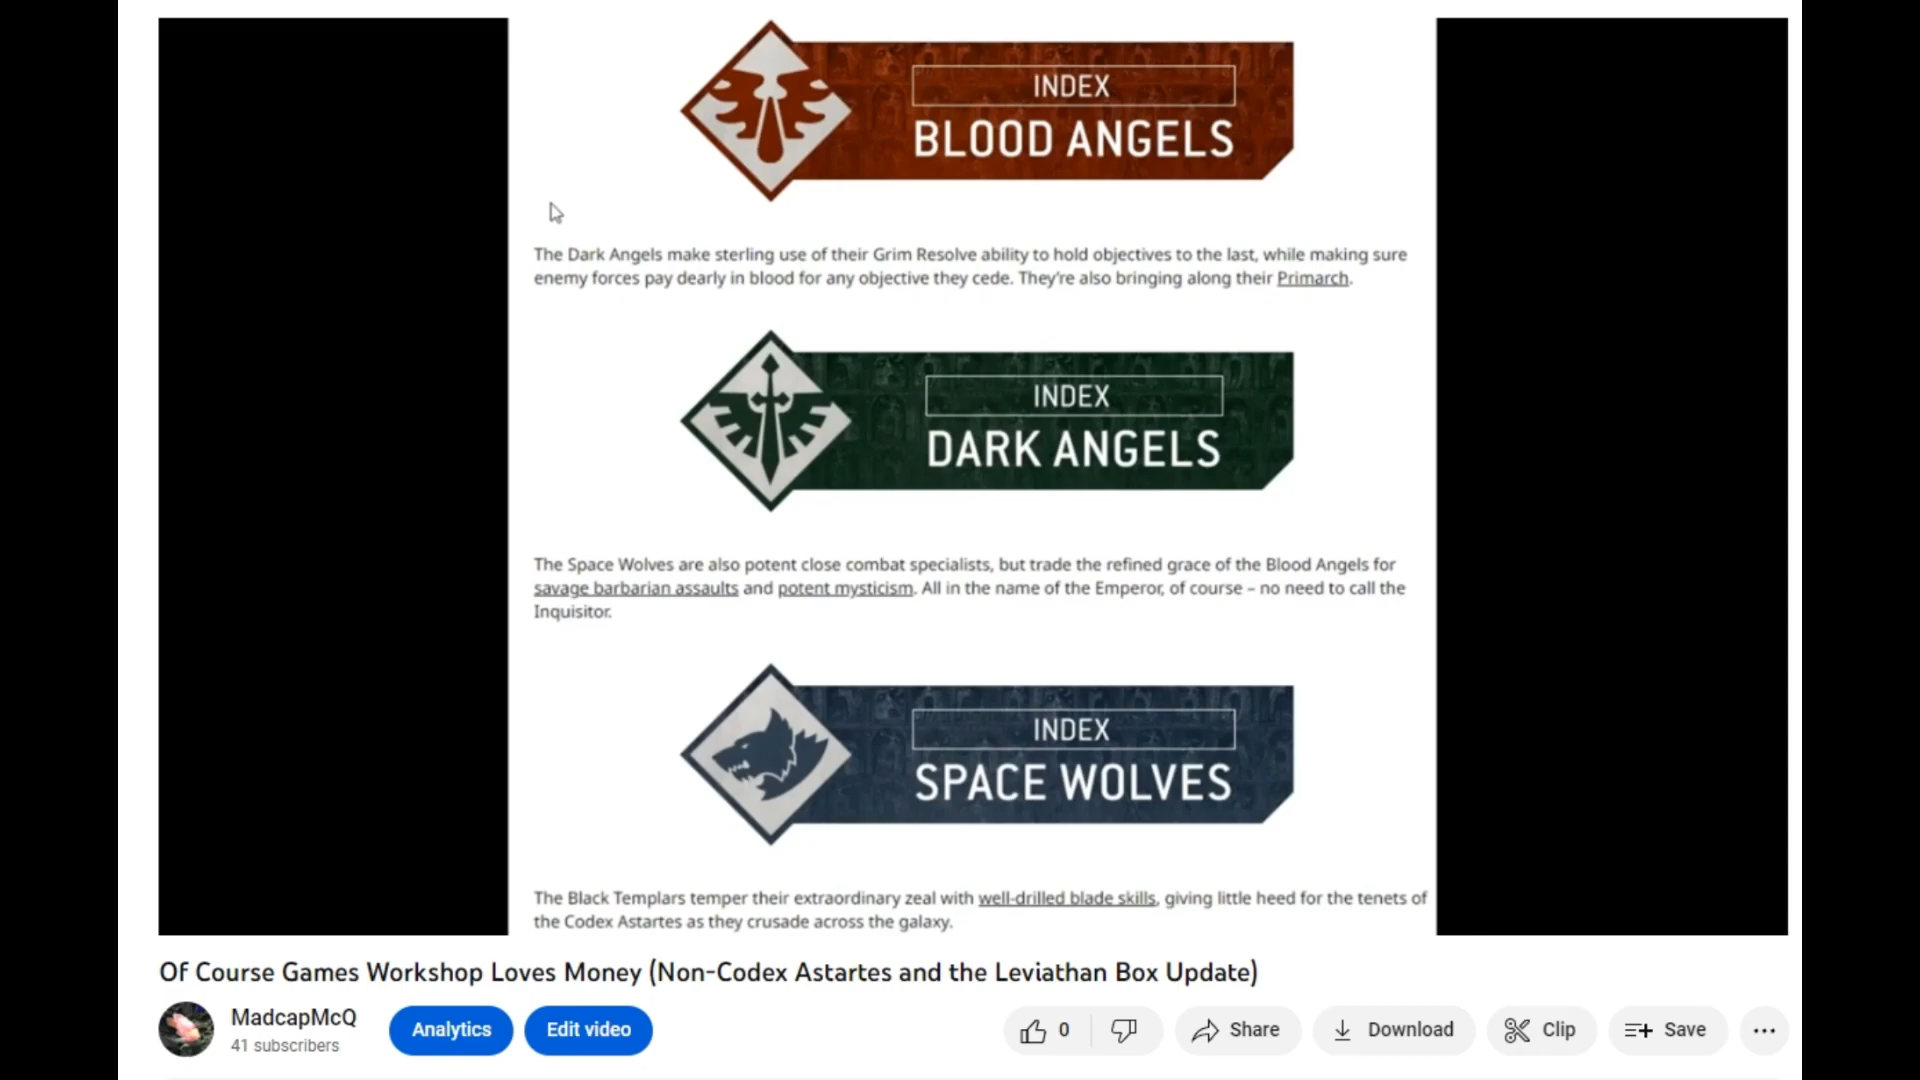 INDEX
BLOOD ANGELS
The Dark Angels make sterling use of their Grim Resolve ability to hold objectives to the last, while making sure
enemy forces pay dearly in blood for any objective they cede. They're also bringing along their Primarch.
INDEX
DARK ANGELS
The Space Wolves are also potent close combat specialists, but trade the refined grace of the Blood Angels for
savage barbarian assaults and potent mysticism. All in the name of the Emperor, of course – no need to call the
Inquisitor.
INDEX
SPACE WOLVES
The Black Templars temper their extraordinary zeal with well-drilled blade skills, giving little heed for the tenets of
the Codex Astartes as they crusade across the galaxy.
Of Course Games Workshop Loves Money (Non-Codex Astartes and the Leviathan Box Update)
MadcapMcQ
41 subscribers
Analytics
Edit video
0
Share
Download
Clip
Save